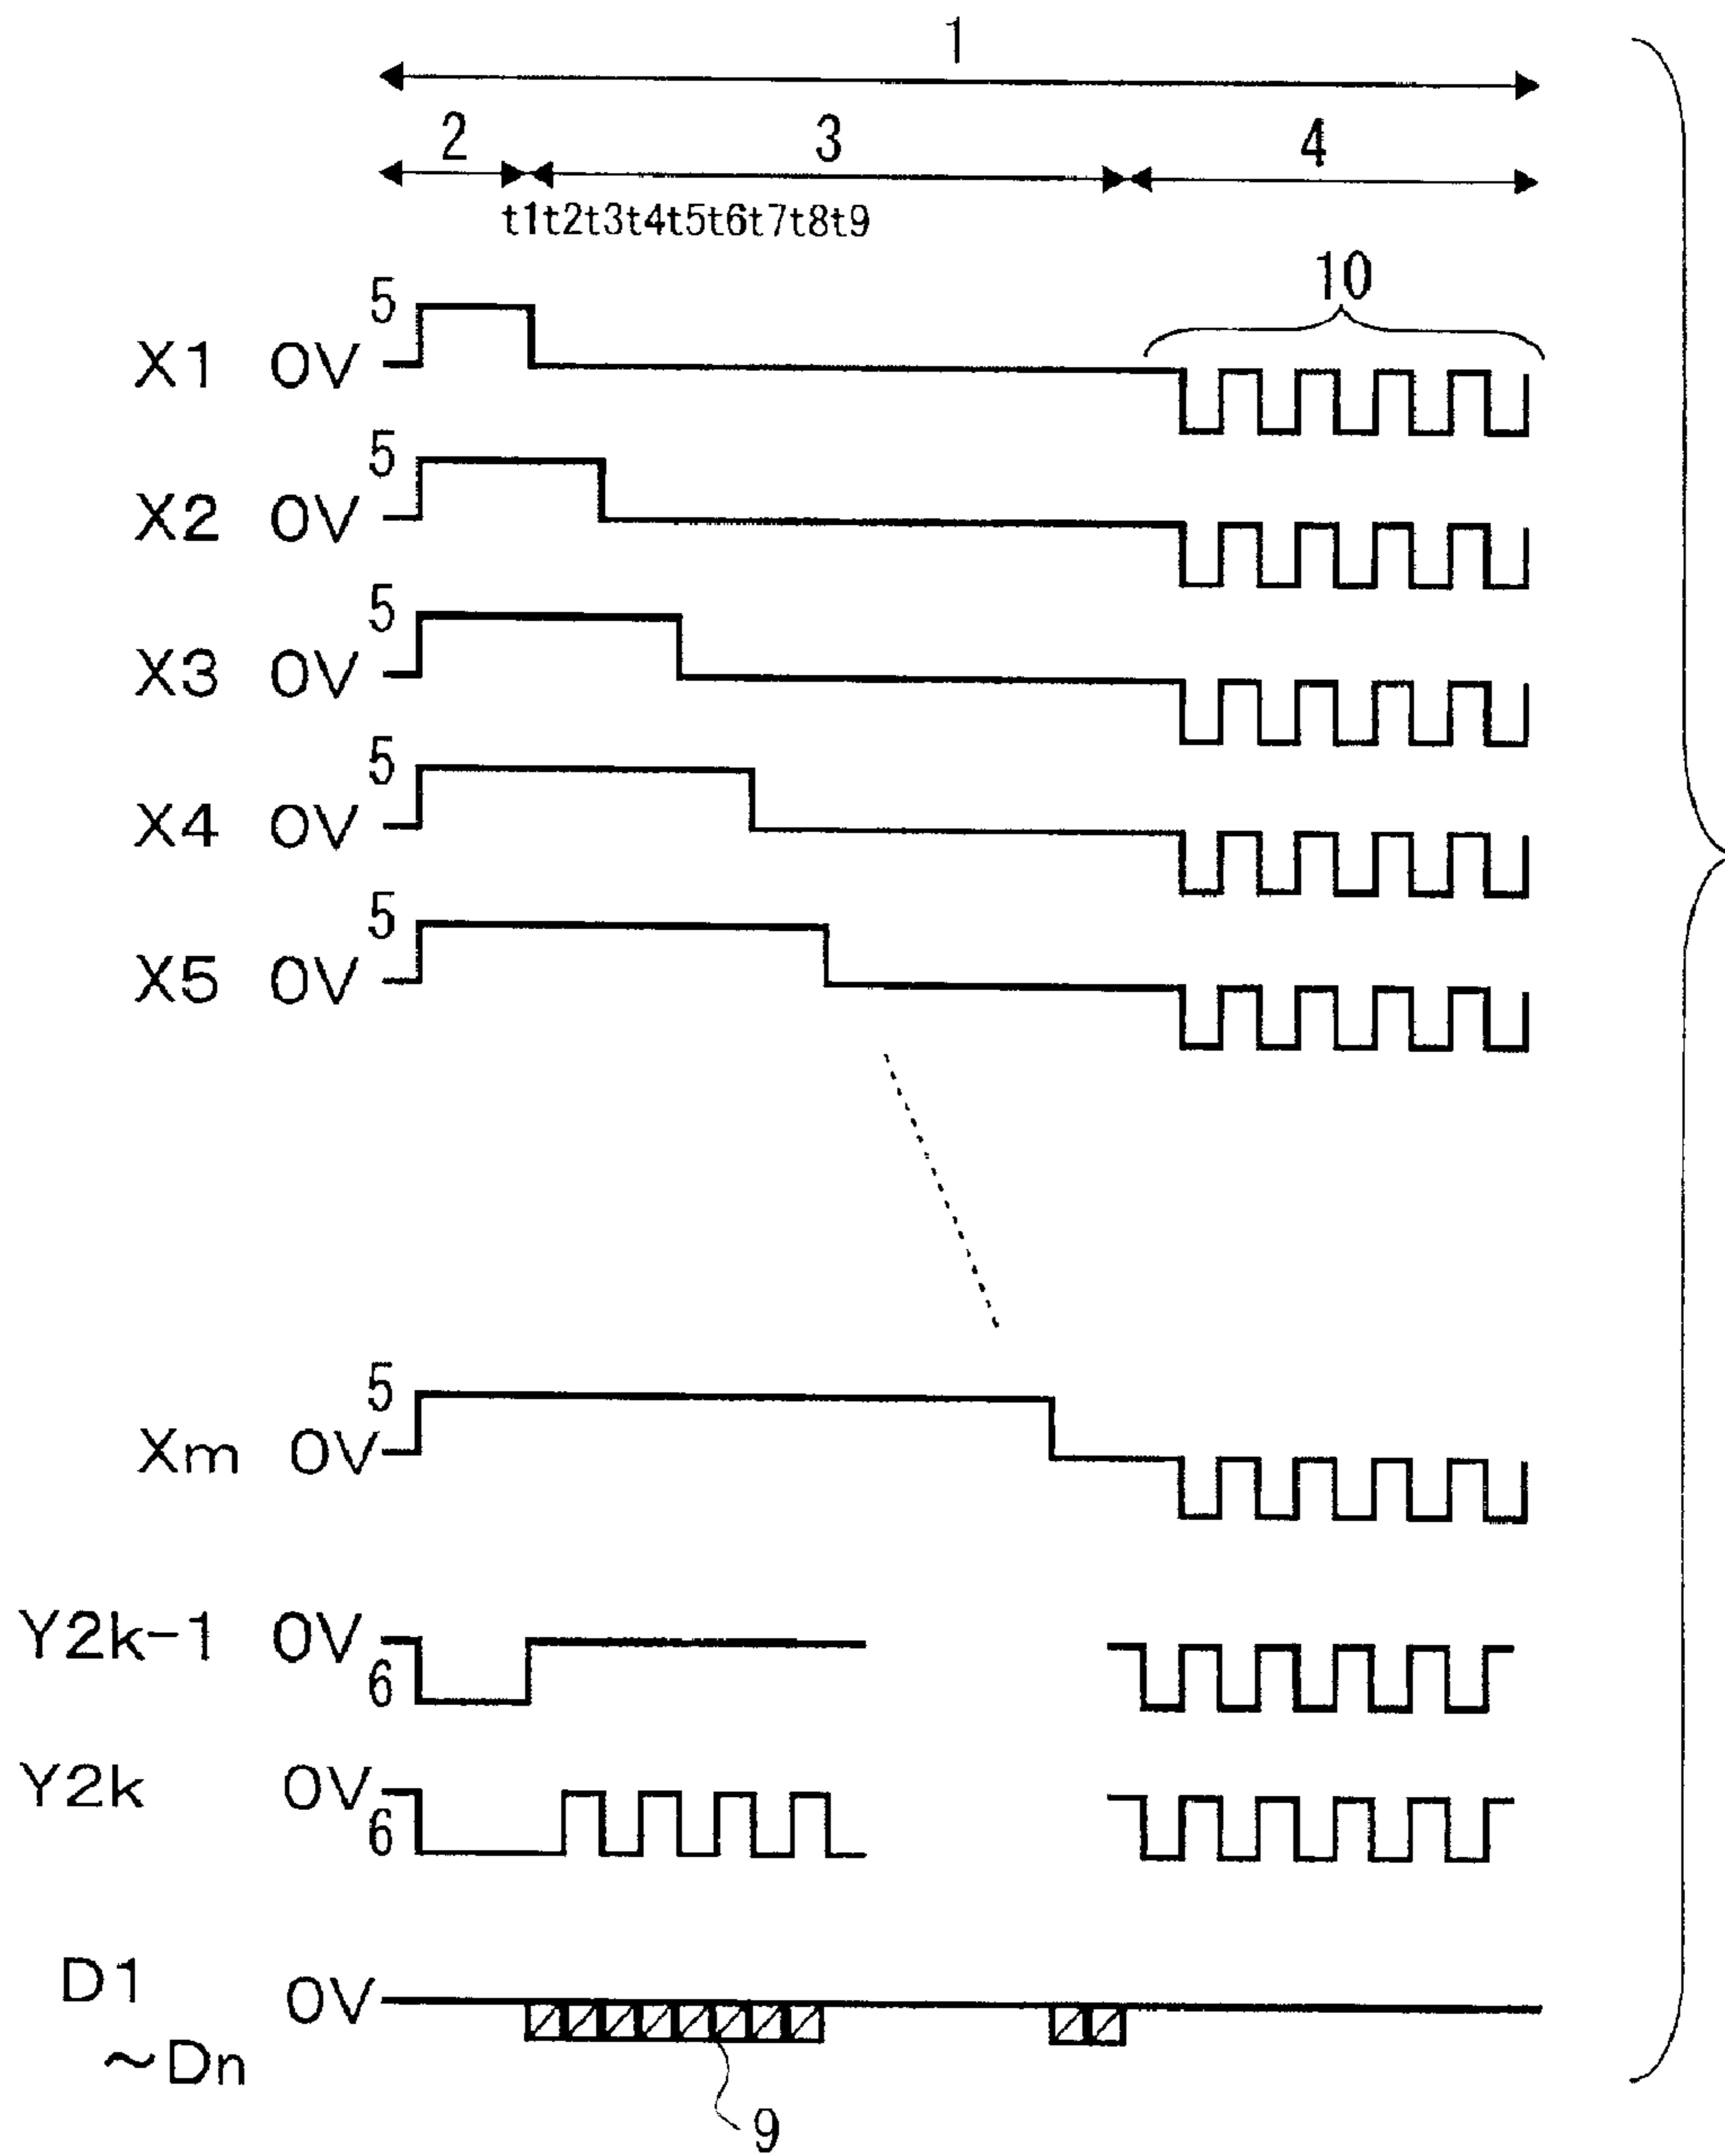 1
2 3 4
t1t2t3t4t5t6t7t8t9
10
5
X1 0V
5
X2 0V
5
X3 0V
5
X4 0V
5
X5 0V
5
Xm 0V
Y2k-1 0V
6
Y2k 0V
6
D1 0V
~Dn
9